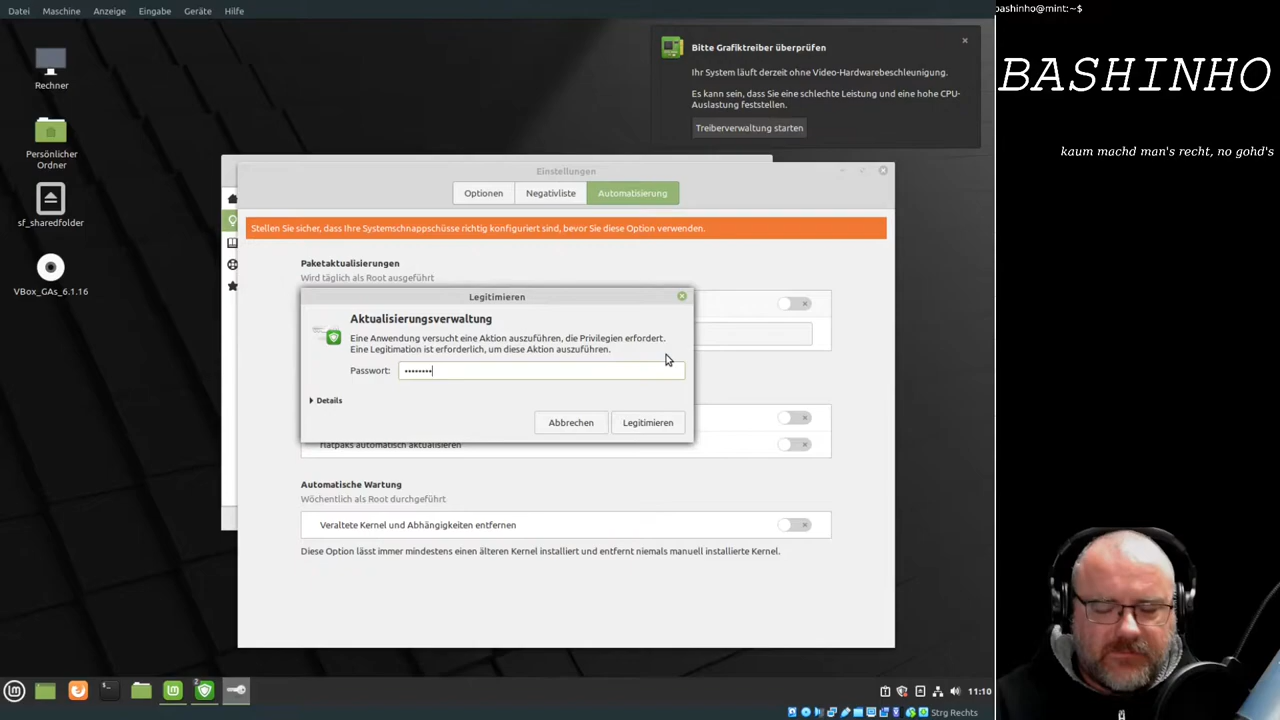 Datei Maschine Anzeige Eingabe Geräte Hilfe
bashinho@mint:~$
BASHINHO
kaum machd man's recht, no gohd's
Rechner
Persönlicher
Ordner
sf_sharedfolder
VBox_GAs_6.1.16
Bitte Grafiktreiber überprüfen
Ihr System läuft derzeit ohne Video-Hardwarebeschleunigung.
Es kann sein, dass Sie eine schlechte Leistung und eine hohe CPU-
Auslastung feststellen.
Treiberverwaltung starten
Einstellungen
Optionen Negativliste Automatisierung
Stellen Sie sicher, dass Ihre Systemschnappschüsse richtig konfiguriert sind, bevor Sie diese Option verwenden.
Paketaktualisierungen
Wird täglich als Root ausgeführt
Legitimieren
Aktualisierungsverwaltung
Eine Anwendung versucht eine Aktion auszuführen, die Privilegien erfordert.
Eine Legitimation ist erforderlich, um diese Aktion auszuführen.
Passwort: ••••••••
Details
Abbrechen Legitimieren
automatisch aktualisieren
Automatische Wartung
Wöchentlich als Root durchgeführt
Veraltete Kernel und Abhängigkeiten entfernen
Diese Option lässt immer mindestens einen älteren Kernel installiert und entfernt niemals manuell installierte Kernel.
11:10
Strg Rechts